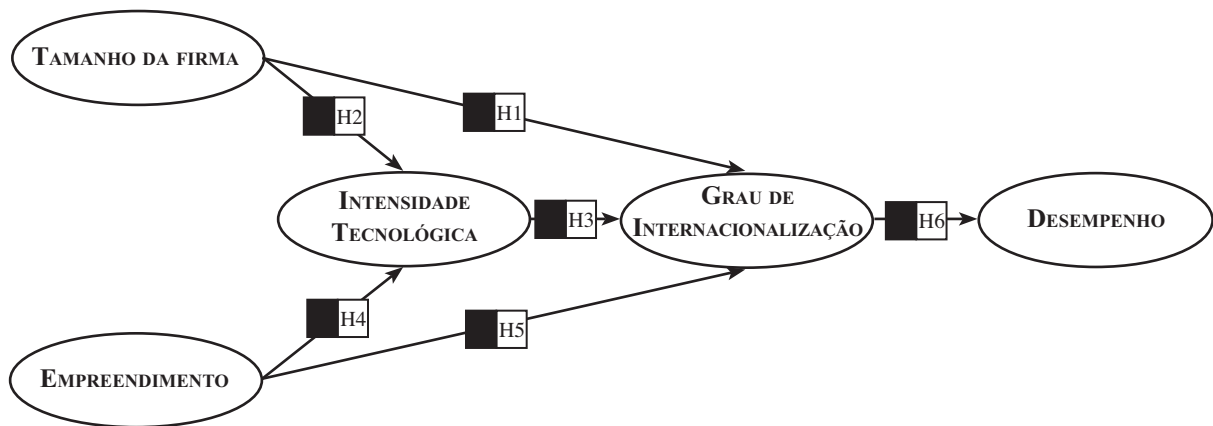 Tamanho da firma
H2
H1
Intensidade
Tecnológica
H3
Grau de
Internacionalização
H6
Desempenho
H4
H5
Empreendimento